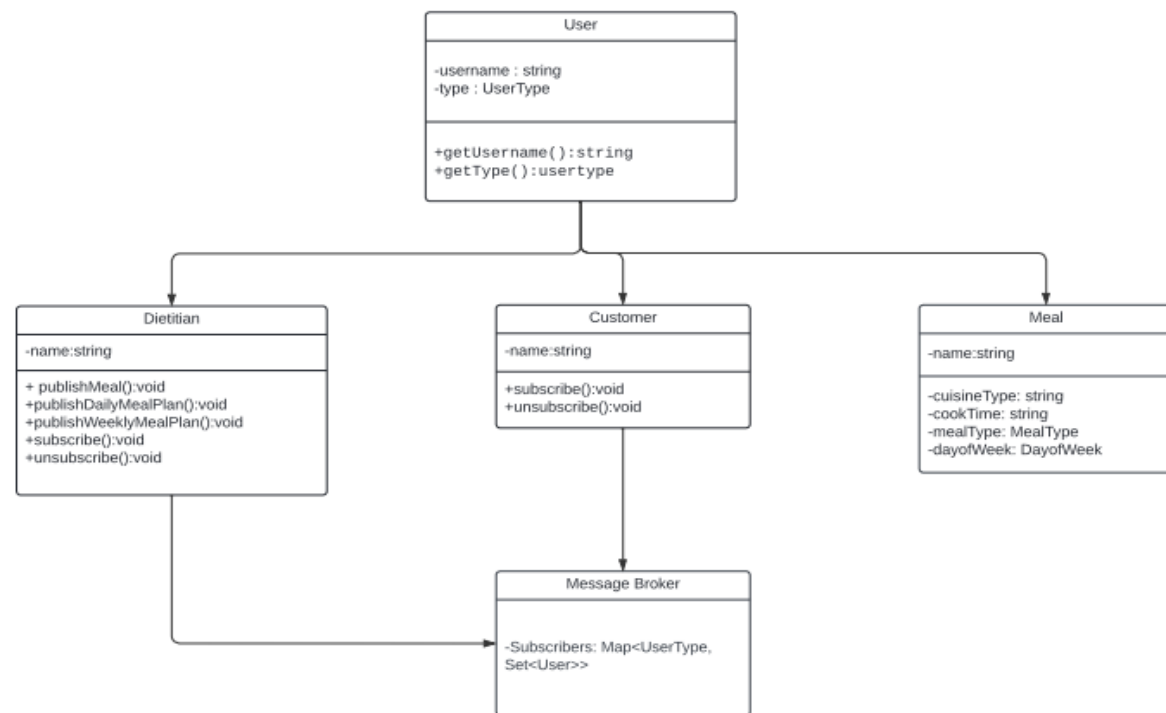 User
-username : string
-type : UserType
+getUsername():string
+getType():usertype
Dietitian
-name:string
+ publishMeal():void
+publishDailyMealPlan():void
+publishWeeklyMealPlan():void
+subscribe():void
+unsubscribe():void
Customer
-name:string
+subscribe():void
+unsubscribe():void
Meal
-name:string
-cuisineType: string
-cookTime: string
-mealType: MealType
-dayofWeek: DayofWeek
Message Broker
-Subscribers: Map<UserType,
Set<User>>